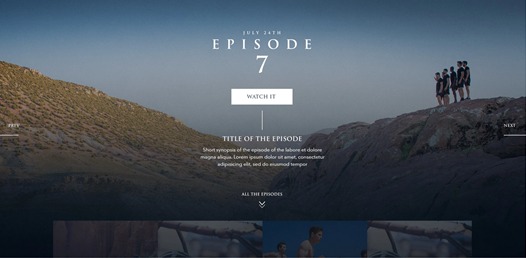 JULY 24TH
EPISODE
7
WATCH IT
PREV
NEXT
TITLE OF THE EPISODE
Short synopsis of the episode of the labore et dolore
magna aliqua. Lorem ipsum dolor sit amet, consectetur
adipisicing elit, sed do eiusmod tempor
ALL THE EPISODES